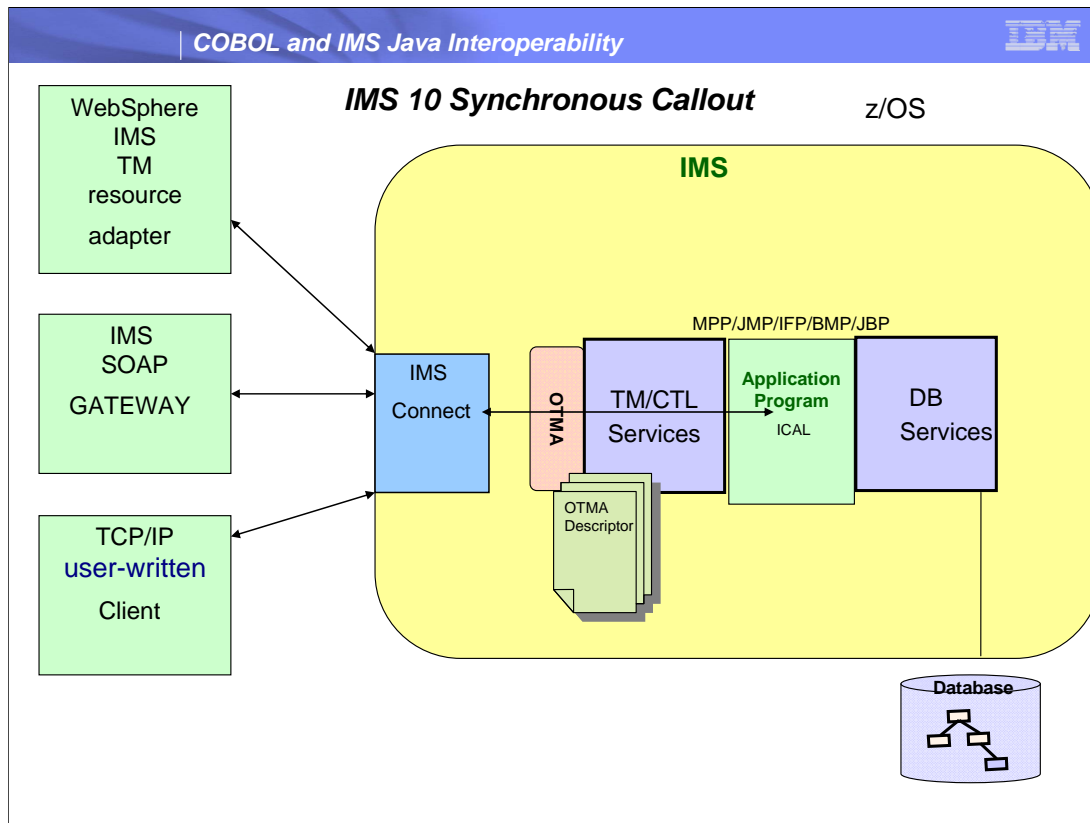 COBOL and IMS Java Interoperability
IBM
IMS 10 Synchronous Callout
z/OS
WebSphere
IMS
TM
resource
adapter
IMS
SOAP
GATEWAY
TCP/IP
user-written
Client
IMS
IMS
Connect
OTMA
TM/CTL
Services
OTMA
Descriptor
MPP/JMP/IFP/BMP/JBP
Application
Program
ICAL
DB
Services
Database